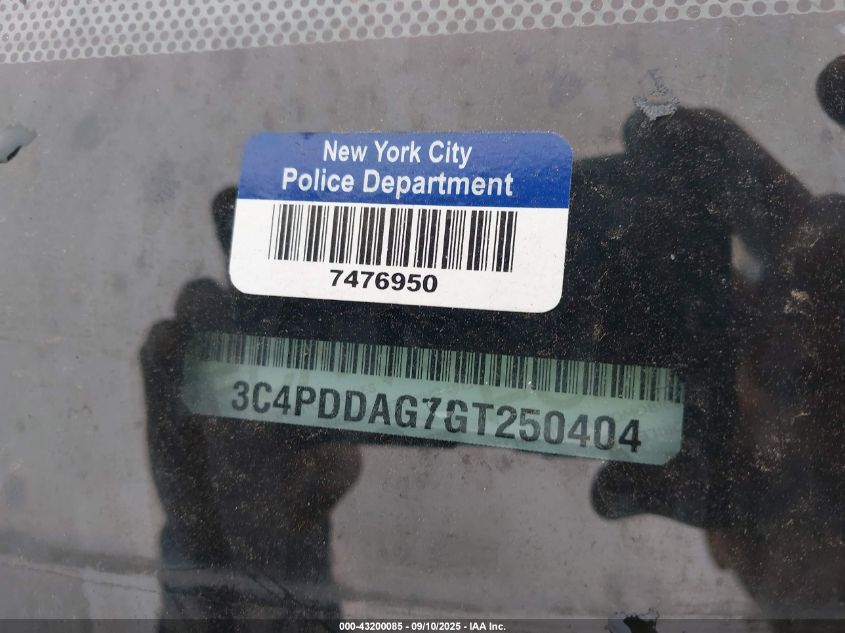 New York City
Police Department
7476950
3C4PDDAG7GT250404
000-43200085 - 09/10/2025 - IAA Inc.